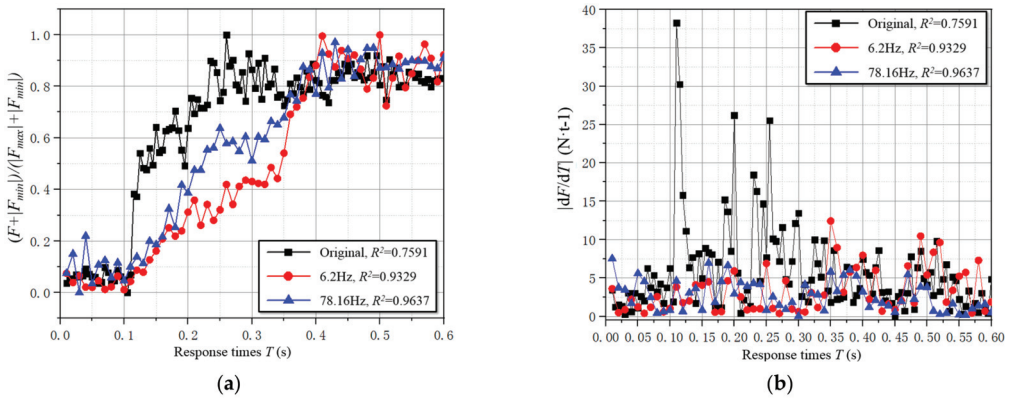 (F+|Fmin|)/(|Fmax|+|Fmin|)
1.0
0.8
0.6
0.4
0.2
0.0
Original, R²=0.7591
6.2Hz, R²=0.9329
78.16Hz, R²=0.9637
0.0 0.1 0.2 0.3 0.4 0.5 0.6
Response times T (s)
(a)
|dF/dT| (N·t-1)
40
35
30
25
20
15
10
5
0
Original, R²=0.7591
6.2Hz, R²=0.9329
78.16Hz, R²=0.9637
0.00 0.05 0.10 0.15 0.20 0.25 0.30 0.35 0.40 0.45 0.50 0.55 0.60
Response times T (s)
(b)